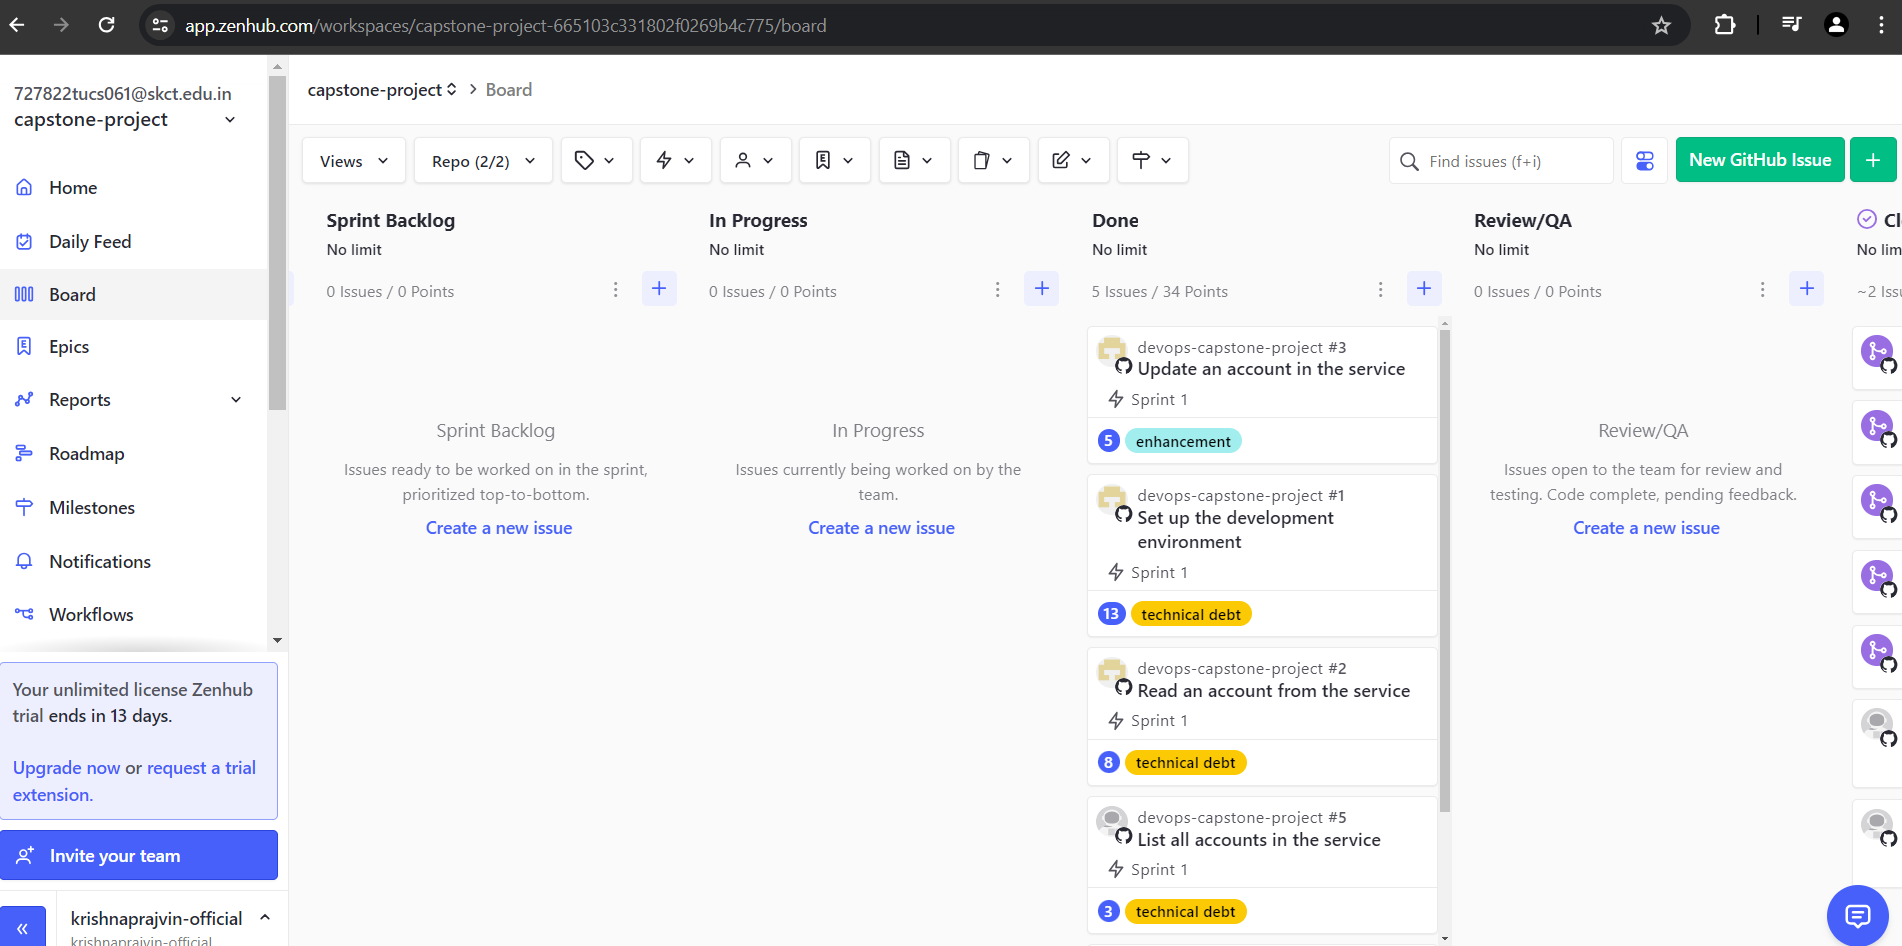 app.zenhub.com/workspaces/capstone-project-665103c331802f0269b4c775/board
727822tucs061@skct.edu.in
capstone-project
Home
Daily Feed
Board
Epics
Reports
Roadmap
Milestones
Notifications
Workflows
Your unlimited license Zenhub
trial ends in 13 days.
Upgrade now or request a trial
extension.
Invite your team
«
krishnaprajvin-official
krishnaprajvin-official
capstone-project > Board
Views
Repo (2/2)
Find issues (f+i)
New GitHub Issue
+
Sprint Backlog
No limit
0 Issues / 0 Points
Sprint Backlog
Issues ready to be worked on in the sprint,
prioritized top-to-bottom.
Create a new issue
In Progress
No limit
0 Issues / 0 Points
In Progress
Issues currently being worked on by the
team.
Create a new issue
Done
No limit
5 Issues / 34 Points
devops-capstone-project #3
Update an account in the service
Sprint 1
5 enhancement
devops-capstone-project #1
Set up the development
environment
Sprint 1
13 technical debt
devops-capstone-project #2
Read an account from the service
Sprint 1
8 technical debt
devops-capstone-project #5
List all accounts in the service
Sprint 1
3 technical debt
Review/QA
No limit
0 Issues / 0 Points
Review/QA
Issues open to the team for review and
testing. Code complete, pending feedback.
Create a new issue
Cl
No lim
~2 Issu